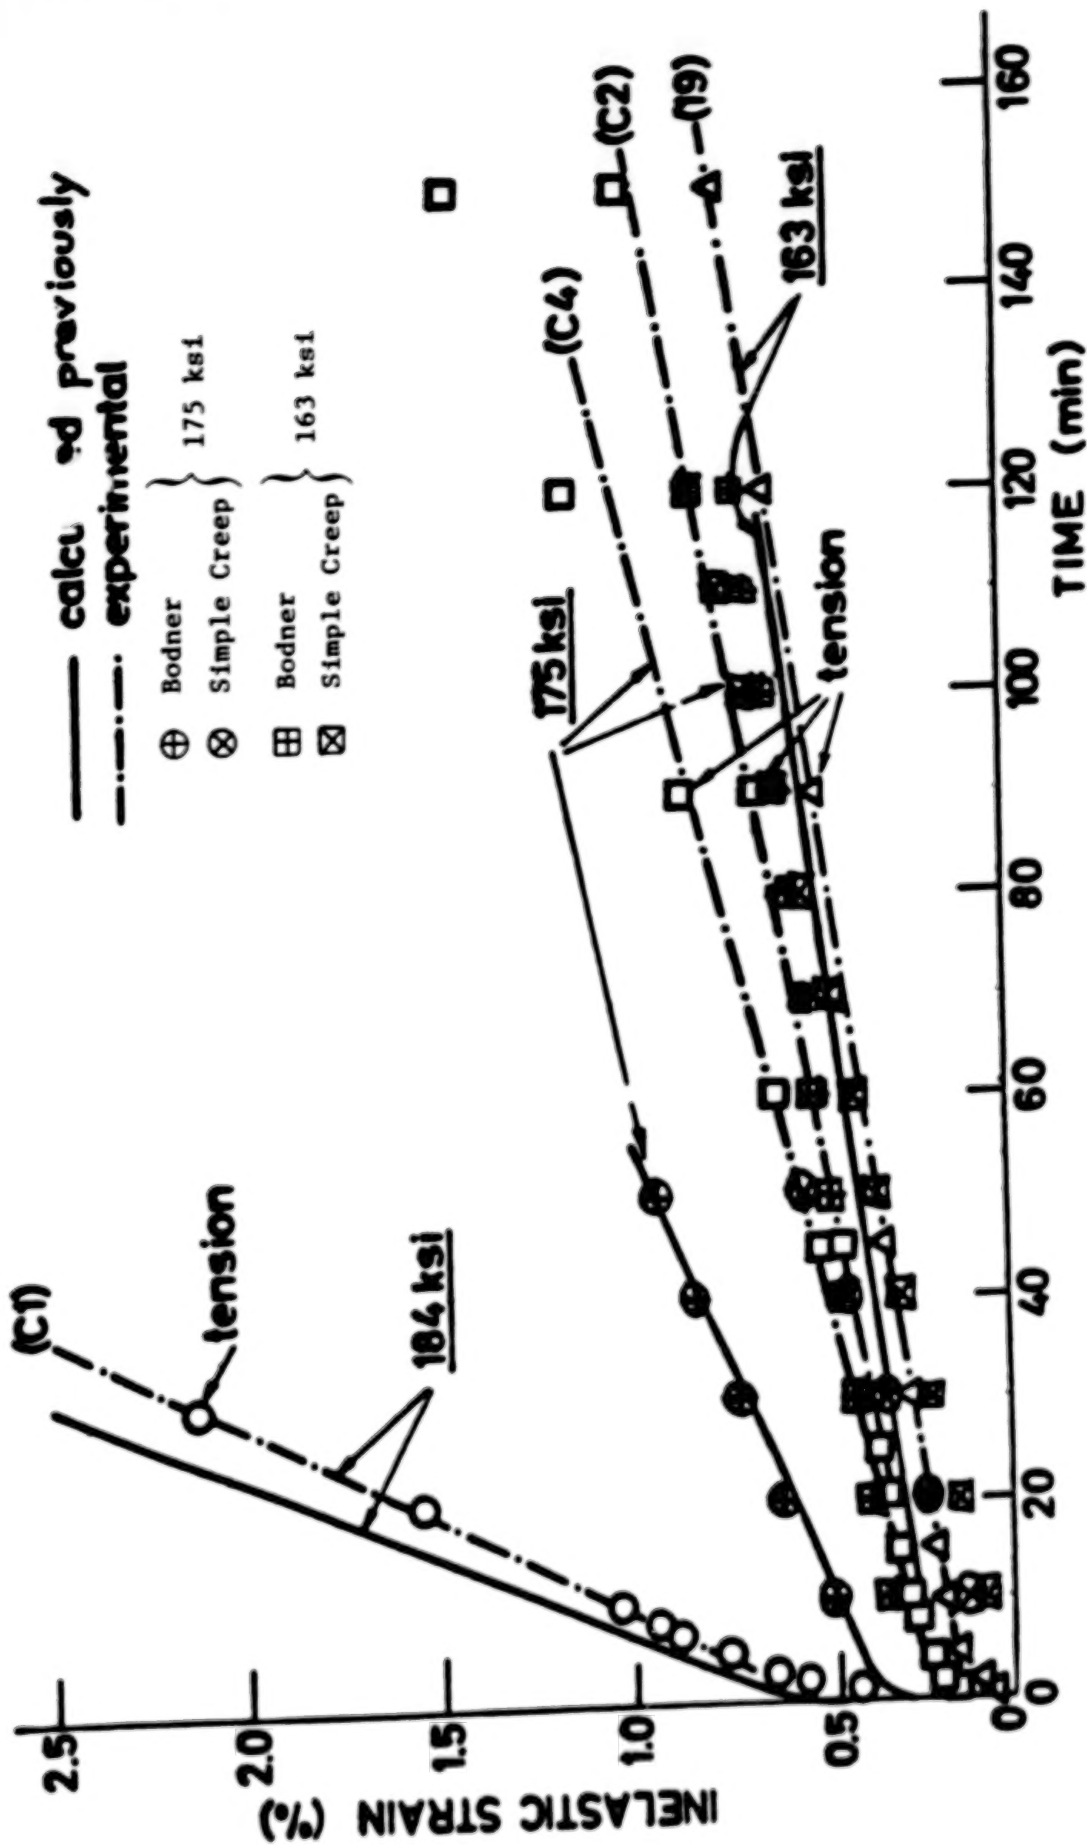 calcu ed previously
experimental
Bodner
Simple Creep
175 ksi
Bodner
Simple Creep
163 ksi
(C1)
tension
184 ksi
175 ksi
(C4)
(C2)
(19)
163 ksi
tension
INELASTIC STRAIN (%)
2.5
2.0
1.5
1.0
0.5
0
0
20
40
60
80
100
120
140
160
TIME (min)